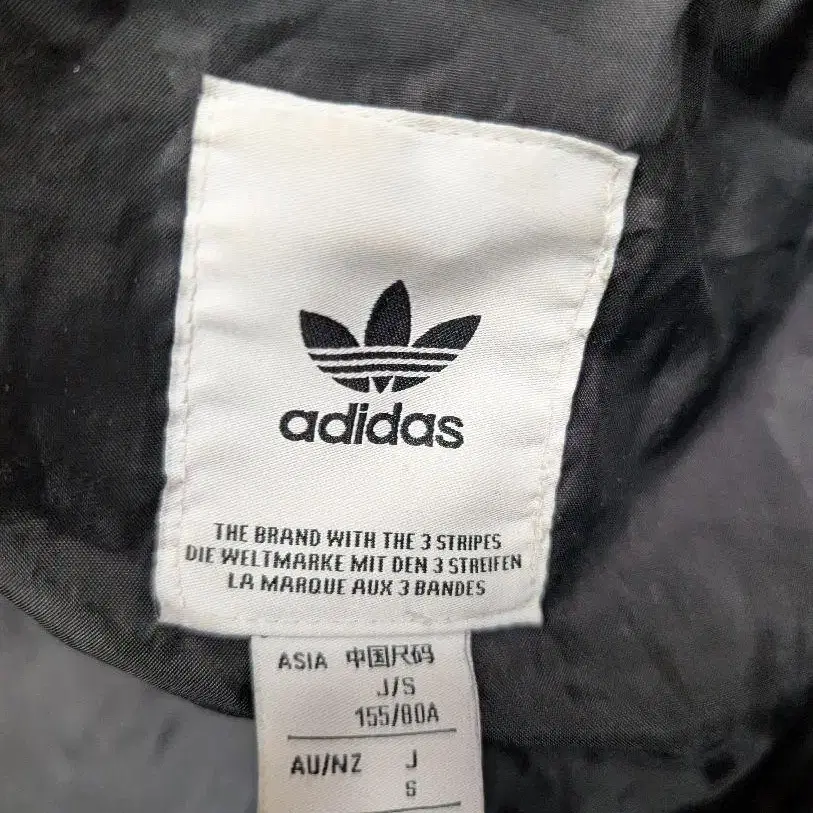 adidas
THE BRAND WITH THE 3 STRIPES
DIE WELTMARKE MIT DEN 3 STREIFEN
LA MARQUE AUX 3 BANDES
ASIA 中国尺码
J/S
155/80A
AU/NZ J
S